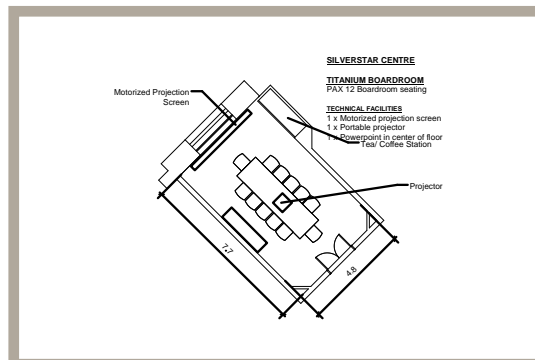 SILVERSTAR CENTRE
TITANIUM BOARDROOM
PAX 12 Boardroom seating
TECHNICAL FACILITIES
1 x Motorized projection screen
1 x Portable projector
1 x Powerpoint in center of floor
Tea/ Coffee Station
Motorized Projection
Screen
Projector
7.7
4.8